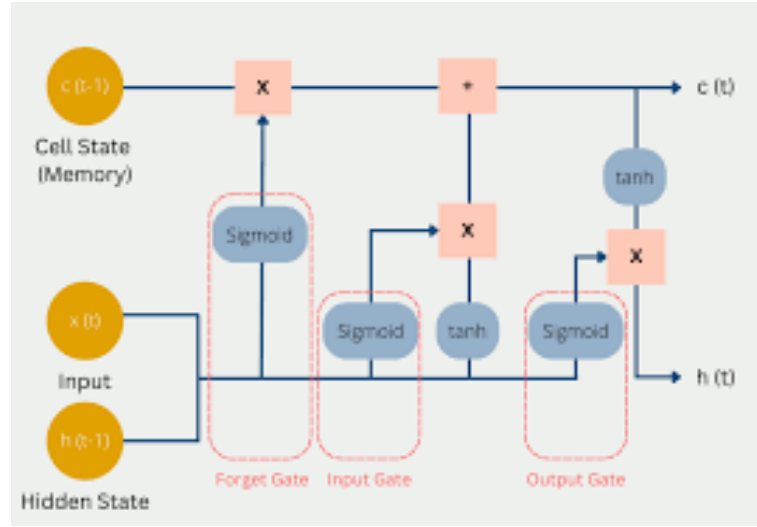 c (t-1)
X
+
c (t)
Cell State
(Memory)
tanh
Sigmoid
X
X
x (t)
Sigmoid
tanh
Sigmoid
Input
h (t)
h (t-1)
Forget Gate
Input Gate
Output Gate
Hidden State